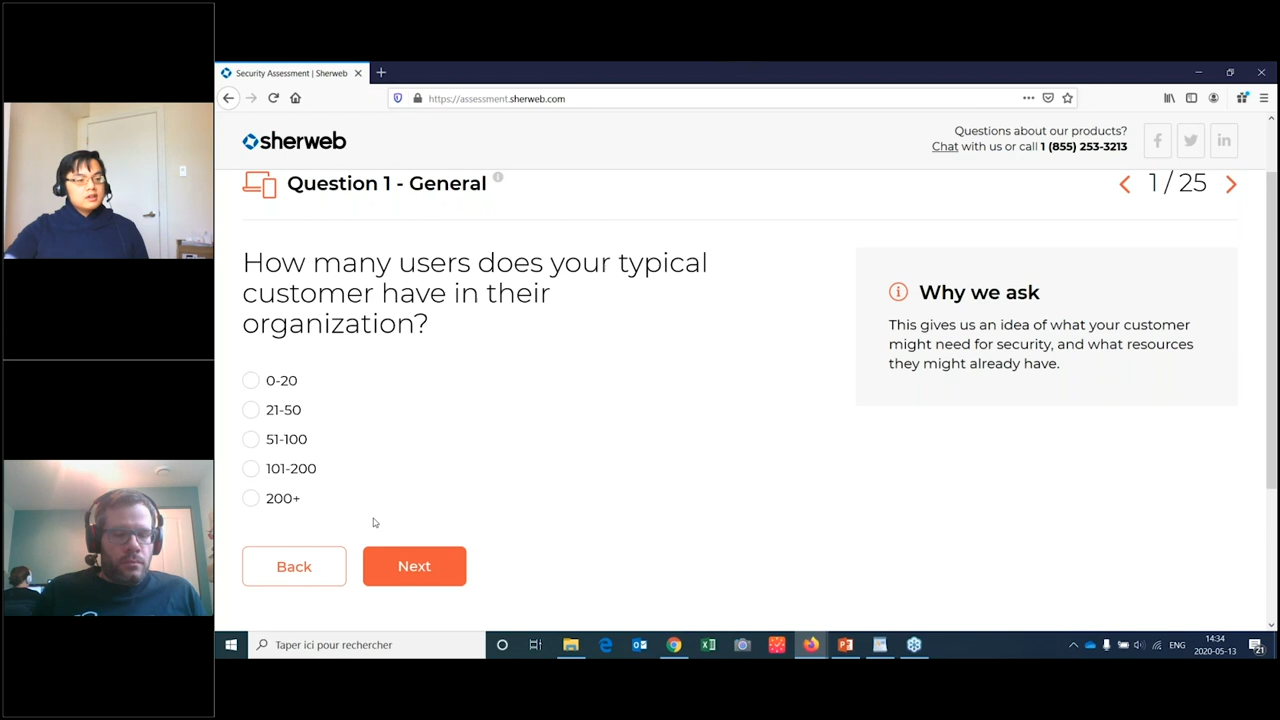 Security Assessment | Sherweb
https://assessment.sherweb.com
sherweb
Questions about our products?
Chat with us or call 1 (855) 253-3213
Question 1 - General
1 / 25
How many users does your typical
customer have in their
organization?
0-20
21-50
51-100
101-200
200+
Back
Next
Why we ask
This gives us an idea of what your customer
might need for security, and what resources
they might already have.
Taper ici pour rechercher
ENG
14:34
2020-05-13
21